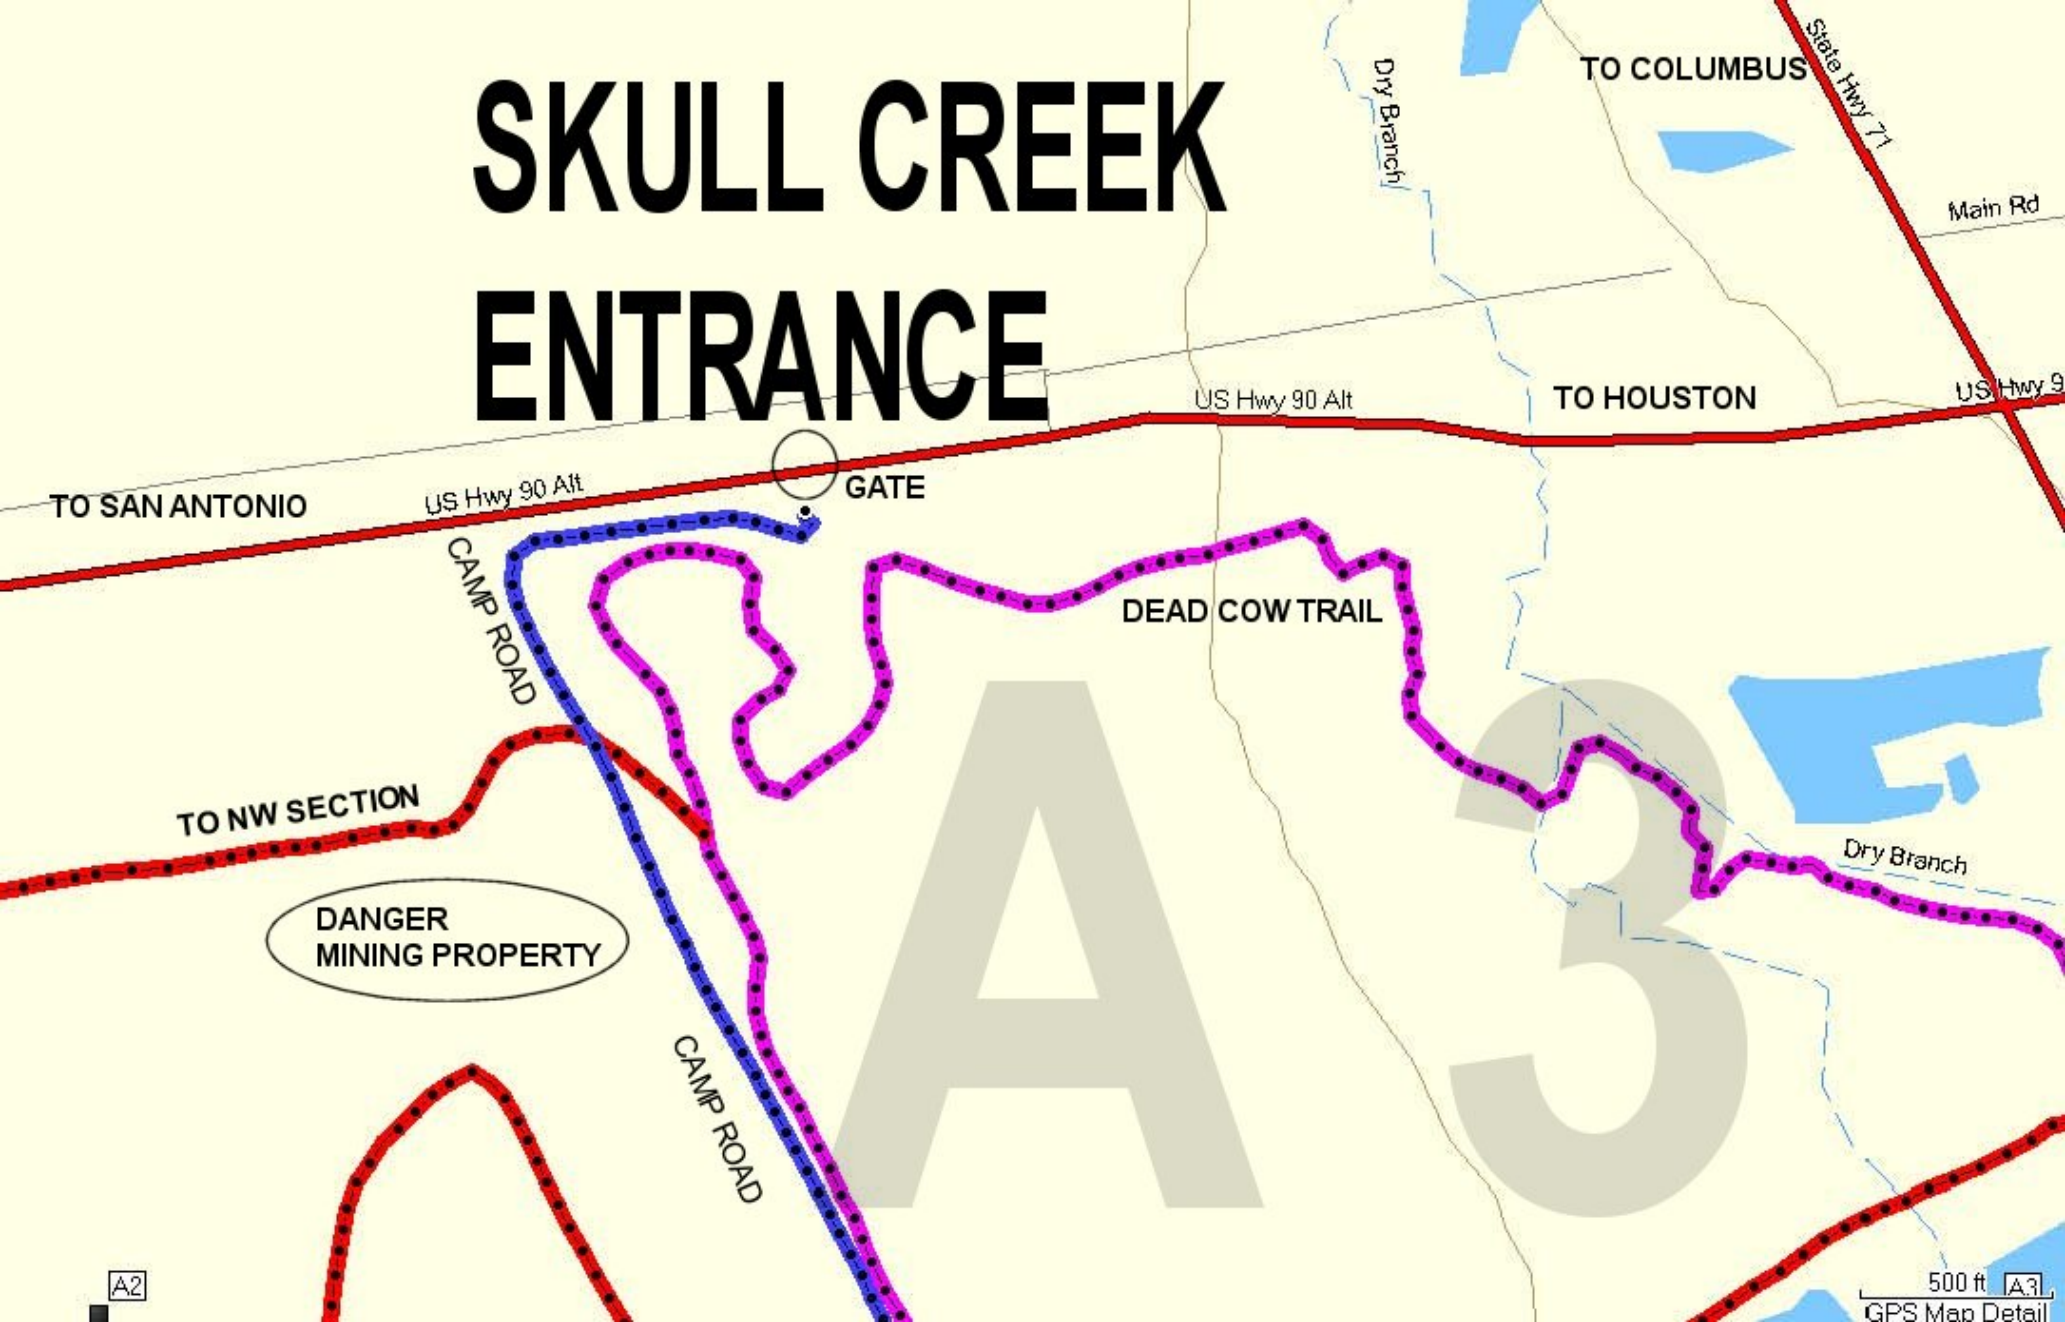 SKULL CREEK
ENTRANCE
Dry Branch
TO COLUMBUS
State Hwy 71
Main Rd
US Hwy 90 Alt
TO HOUSTON
US Hwy 9
GATE
TO SAN ANTONIO
US Hwy 90 Alt
CAMP ROAD
DEAD COW TRAIL
TO NW SECTION
Dry Branch
DANGER
MINING PROPERTY
CAMP ROAD
A 3
A2
500 ft
A3
GPS Map Detail